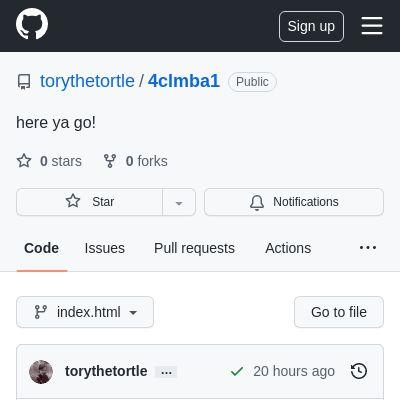 Sign up
torythetortle / 4clmba1 Public
here ya go!
0 stars 0 forks
Star Notifications
Code Issues Pull requests Actions ...
index.html Go to file
torythetortle ... 20 hours ago